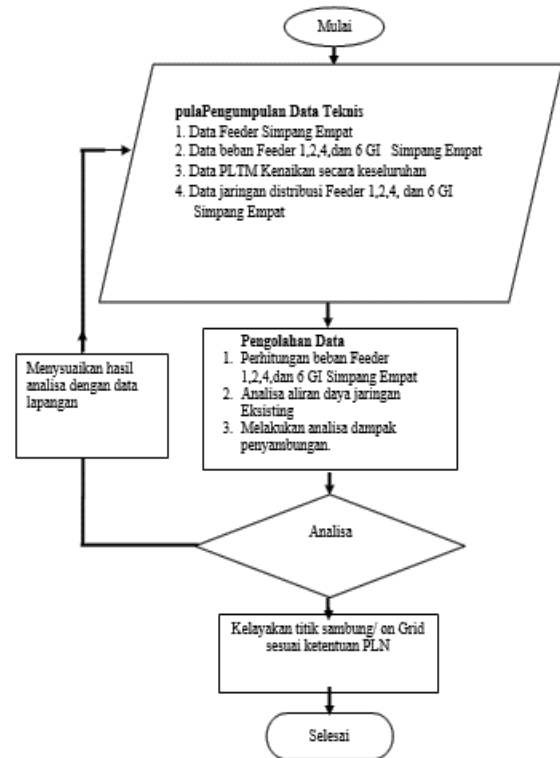 Mulai
pulaPengumpulan Data Teknis
1. Data Feeder Simpang Empat
2. Data beban Feeder 1,2,4,dan 6 GI Simpang Empat
3. Data PLTM Kenaikan secara keseluruhan
4. Data jaringan distribusi Feeder 1,2,4, dan 6 GI
Simpang Empat
Pengolahan Data
1. Perhitungan beban Feeder
1,2,4,dan 6 GI Simpang Empat
2. Analisa aliran daya jaringan
Eksisting
3. Melakukan analisa dampak
penyambungan.
Menysuaikan hasil
analisa dengan data
lapangan
Analisa
Kelayakan titik sambung/ on Grid
sesuai ketentuan PLN
Selesai